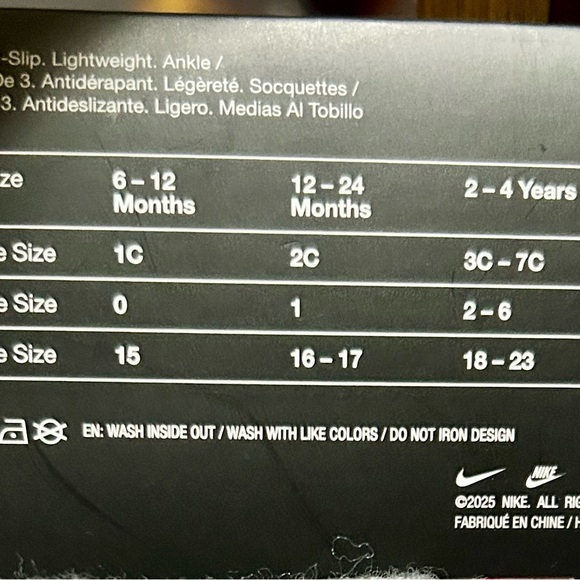 -Slip. Lightweight. Ankle /
De 3. Antidérapant. Légèreté. Socquettes /
3. Antideslizante. Ligero. Medias Al Tobillo
ze 6 – 12 Months 12 – 24 Months 2 – 4 Years
e Size 1C 2C 3C – 7C
e Size 0 1 2 – 6
e Size 15 16 – 17 18 – 23
EN: WASH INSIDE OUT / WASH WITH LIKE COLORS / DO NOT IRON DESIGN
NIKE
©2025 NIKE. ALL RIG
FABRIQUÉ EN CHINE / H